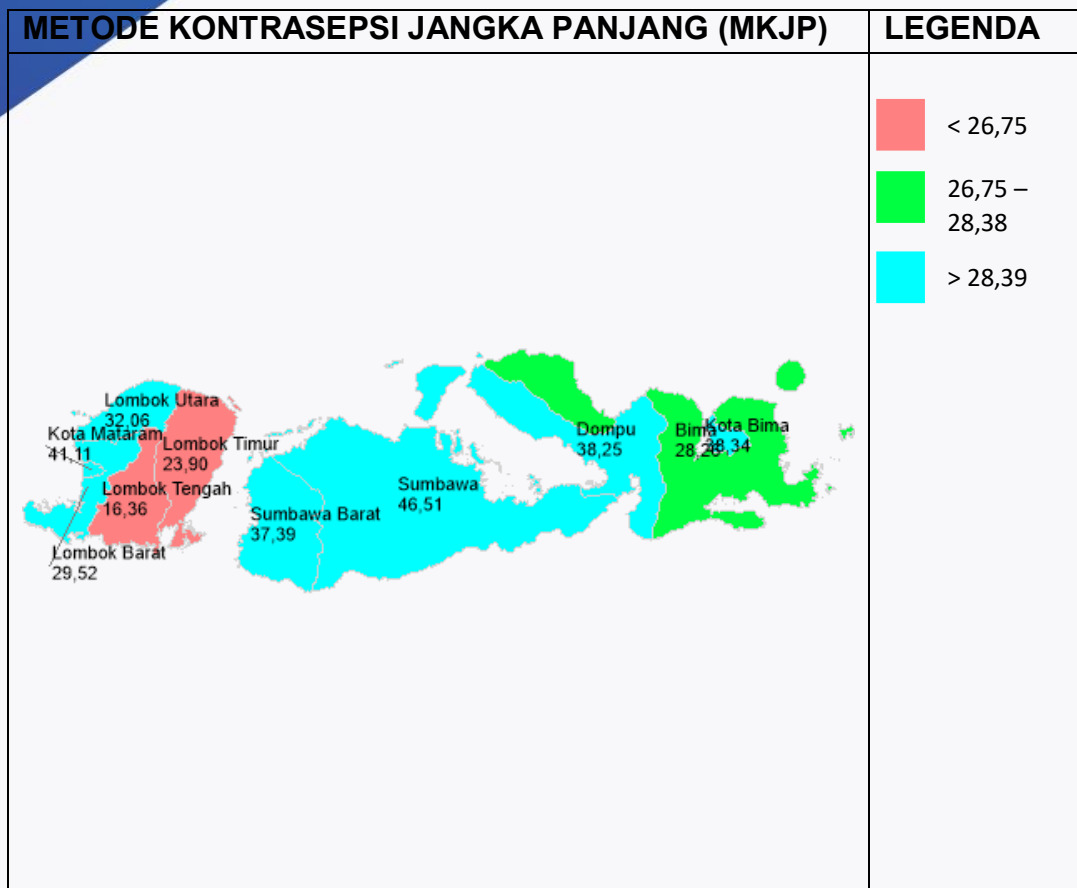 METODE KONTRASEPSI JANGKA PANJANG (MKJP)
LEGENDA
< 26,75
26,75 –
28,38
> 28,39
Lombok Utara
32,06
Kota Mataram
41,11
Lombok Timur
23,90
Lombok Tengah
16,36
Lombok Barat
29,52
Sumbawa Barat
37,39
Sumbawa
46,51
Dompu
38,25
Bima
Kota Bima
28,34